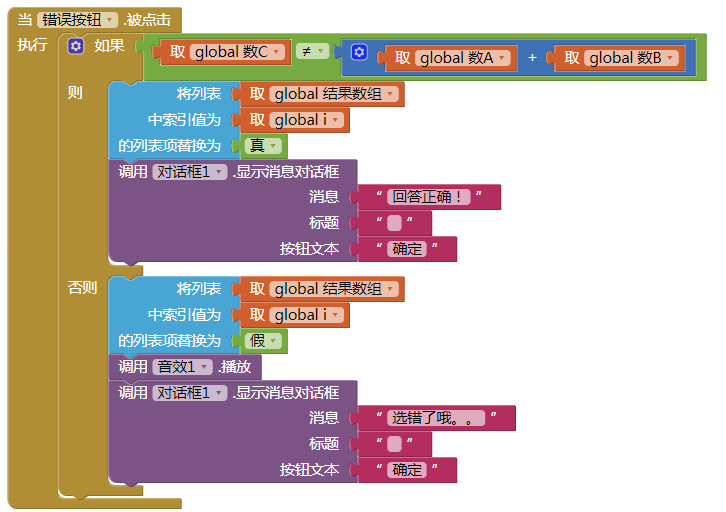 当 错误按钮 .被点击
执行 如果 取 global 数C ≠ 取 global 数A + 取 global 数B
则 将列表 取 global 结果数组
中索引值为 取 global i
的列表项替换为 真
调用 对话框1 .显示消息对话框
消息 “ 回答正确！ ”
标题 “ ”
按钮文本 “ 确定 ”
否则 将列表 取 global 结果数组
中索引值为 取 global i
的列表项替换为 假
调用 音效1 .播放
调用 对话框1 .显示消息对话框
消息 “ 选错了哦。。 ”
标题 “ ”
按钮文本 “ 确定 ”